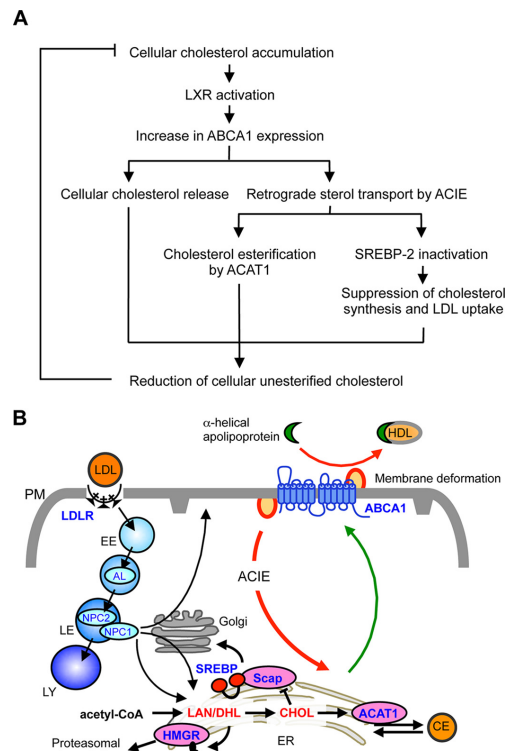 A
Cellular cholesterol accumulation
LXR activation
Increase in ABCA1 expression
Cellular cholesterol release
Retrograde sterol transport by ACIE
Cholesterol esterification
by ACAT1
SREBP-2 inactivation
Suppression of cholesterol
synthesis and LDL uptake
Reduction of cellular unesterified cholesterol
B
α-helical
apolipoprotein
HDL
LDL
Membrane deformation
PM
LDLR
ABCA1
EE
AL
ACIE
NPC2
LE
NPC1
Golgi
LY
SREBP
Scap
acetyl-CoA
LAN/DHL
CHOL
ACAT1
CE
HMGR
Proteasomal
ER